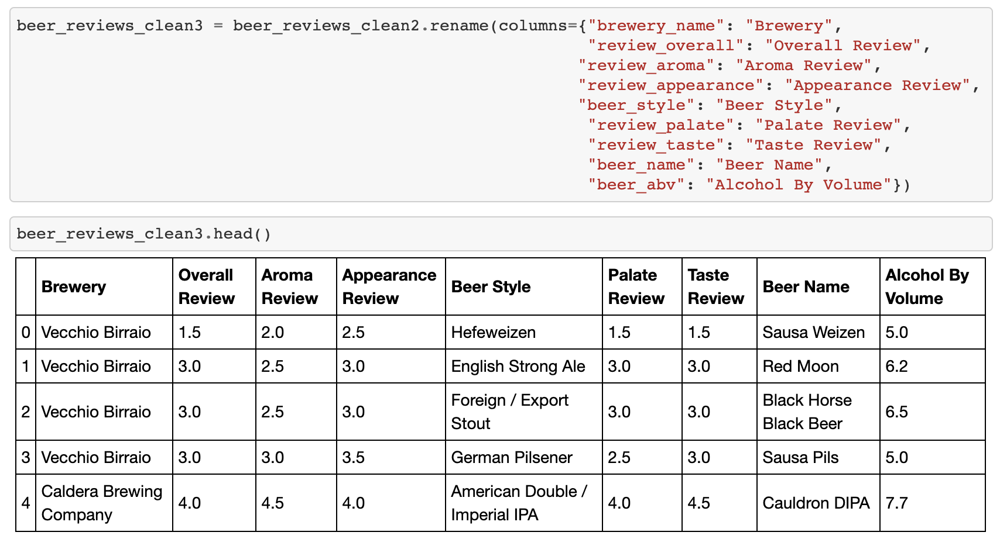 beer_reviews_clean3 = beer_reviews_clean2.rename(columns={"brewery_name": "Brewery",
"review_overall": "Overall Review",
"review_aroma": "Aroma Review",
"review_appearance": "Appearance Review",
"beer_style": "Beer Style",
"review_palate": "Palate Review",
"review_taste": "Taste Review",
"beer_name": "Beer Name",
"beer_abv": "Alcohol By Volume"})
beer_reviews_clean3.head()
Brewery Overall Review Aroma Review Appearance Review Beer Style Palate Review Taste Review Beer Name Alcohol By Volume
0 Vecchio Birraio 1.5 2.0 2.5 Hefeweizen 1.5 1.5 Sausa Weizen 5.0
1 Vecchio Birraio 3.0 2.5 3.0 English Strong Ale 3.0 3.0 Red Moon 6.2
2 Vecchio Birraio 3.0 2.5 3.0 Foreign / Export Stout 3.0 3.0 Black Horse Black Beer 6.5
3 Vecchio Birraio 3.0 3.0 3.5 German Pilsener 2.5 3.0 Sausa Pils 5.0
4 Caldera Brewing Company 4.0 4.5 4.0 American Double / Imperial IPA 4.0 4.5 Cauldron DIPA 7.7